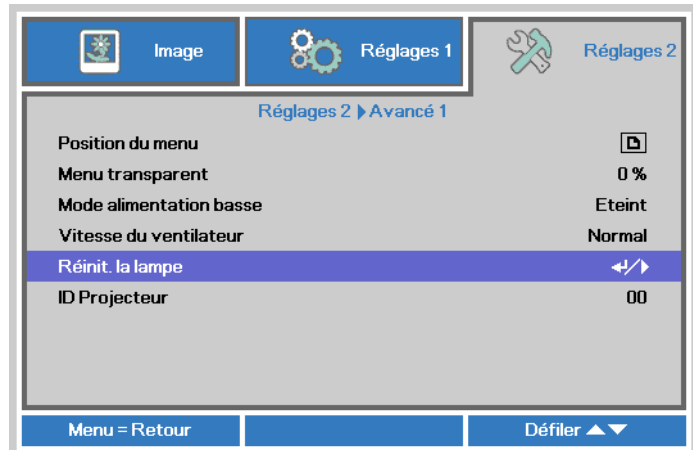 Image
Réglages 1
Réglages 2
Réglages 2 ▶ Avancé 1
Position du menu
Menu transparent 0 %
Mode alimentation basse Eteint
Vitesse du ventilateur Normal
Réinit. la lampe ↵/▶
ID Projecteur 00
Menu = Retour
Défiler ▲▼